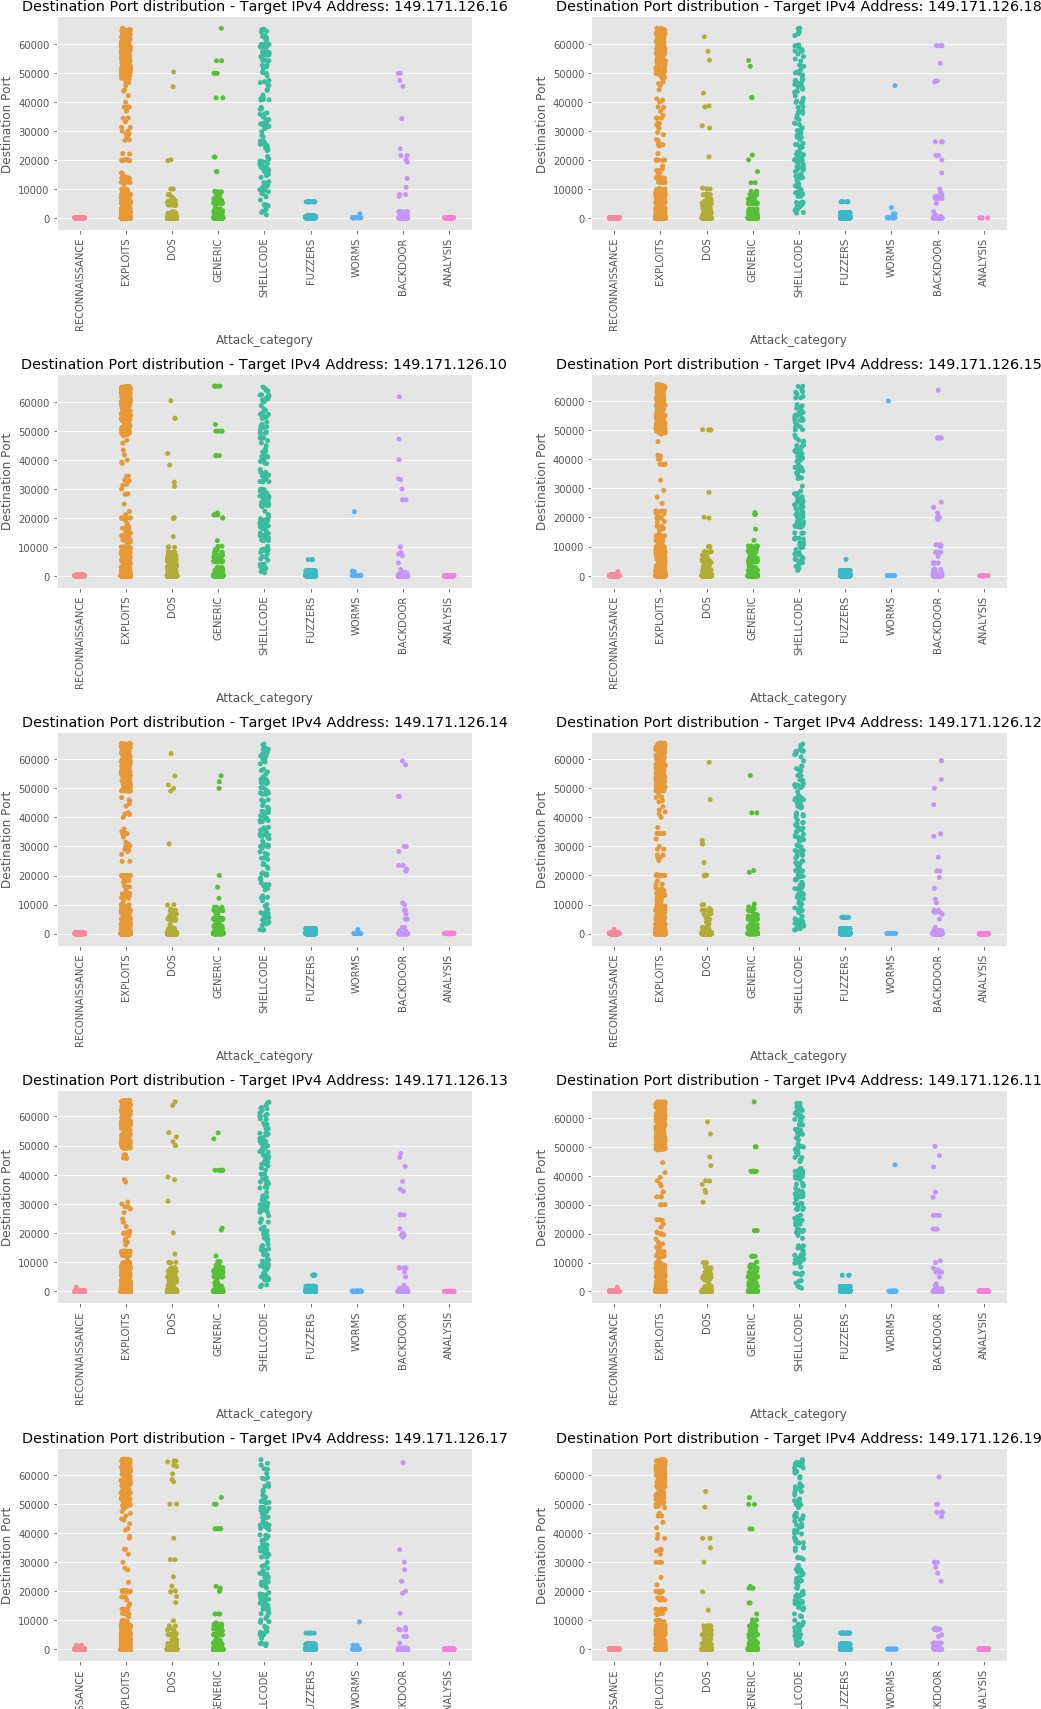 Destination Port distribution - Target IPv4 Address: 149.171.126.16
Destination Port
60000
50000
40000
30000
20000
10000
0
RECONNAISSANCE
EXPLOITS
DOS
GENERIC
SHELLCODE
FUZZERS
WORMS
BACKDOOR
ANALYSIS
Attack_category
Destination Port distribution - Target IPv4 Address: 149.171.126.18
Destination Port
60000
50000
40000
30000
20000
10000
0
RECONNAISSANCE
EXPLOITS
DOS
GENERIC
SHELLCODE
FUZZERS
WORMS
BACKDOOR
ANALYSIS
Attack_category
Destination Port distribution - Target IPv4 Address: 149.171.126.10
Destination Port
60000
50000
40000
30000
20000
10000
0
RECONNAISSANCE
EXPLOITS
DOS
GENERIC
SHELLCODE
FUZZERS
WORMS
BACKDOOR
ANALYSIS
Attack_category
Destination Port distribution - Target IPv4 Address: 149.171.126.15
Destination Port
60000
50000
40000
30000
20000
10000
0
RECONNAISSANCE
EXPLOITS
DOS
GENERIC
SHELLCODE
FUZZERS
WORMS
BACKDOOR
ANALYSIS
Attack_category
Destination Port distribution - Target IPv4 Address: 149.171.126.14
Destination Port
60000
50000
40000
30000
20000
10000
0
RECONNAISSANCE
EXPLOITS
DOS
GENERIC
SHELLCODE
FUZZERS
WORMS
BACKDOOR
ANALYSIS
Attack_category
Destination Port distribution - Target IPv4 Address: 149.171.126.12
Destination Port
60000
50000
40000
30000
20000
10000
0
RECONNAISSANCE
EXPLOITS
DOS
GENERIC
SHELLCODE
FUZZERS
WORMS
BACKDOOR
ANALYSIS
Attack_category
Destination Port distribution - Target IPv4 Address: 149.171.126.13
Destination Port
60000
50000
40000
30000
20000
10000
0
RECONNAISSANCE
EXPLOITS
DOS
GENERIC
SHELLCODE
FUZZERS
WORMS
BACKDOOR
ANALYSIS
Attack_category
Destination Port distribution - Target IPv4 Address: 149.171.126.11
Destination Port
60000
50000
40000
30000
20000
10000
0
RECONNAISSANCE
EXPLOITS
DOS
GENERIC
SHELLCODE
FUZZERS
WORMS
BACKDOOR
ANALYSIS
Attack_category
Destination Port distribution - Target IPv4 Address: 149.171.126.17
Destination Port
60000
50000
40000
30000
20000
10000
0
SSANCE
XPLOITS
DOS
GENERIC
LLCODE
FUZZERS
WORMS
CKDOOR
NALYSIS
Destination Port distribution - Target IPv4 Address: 149.171.126.19
Destination Port
60000
50000
40000
30000
20000
10000
0
SSANCE
XPLOITS
DOS
GENERIC
LLCODE
FUZZERS
WORMS
CKDOOR
NALYSIS